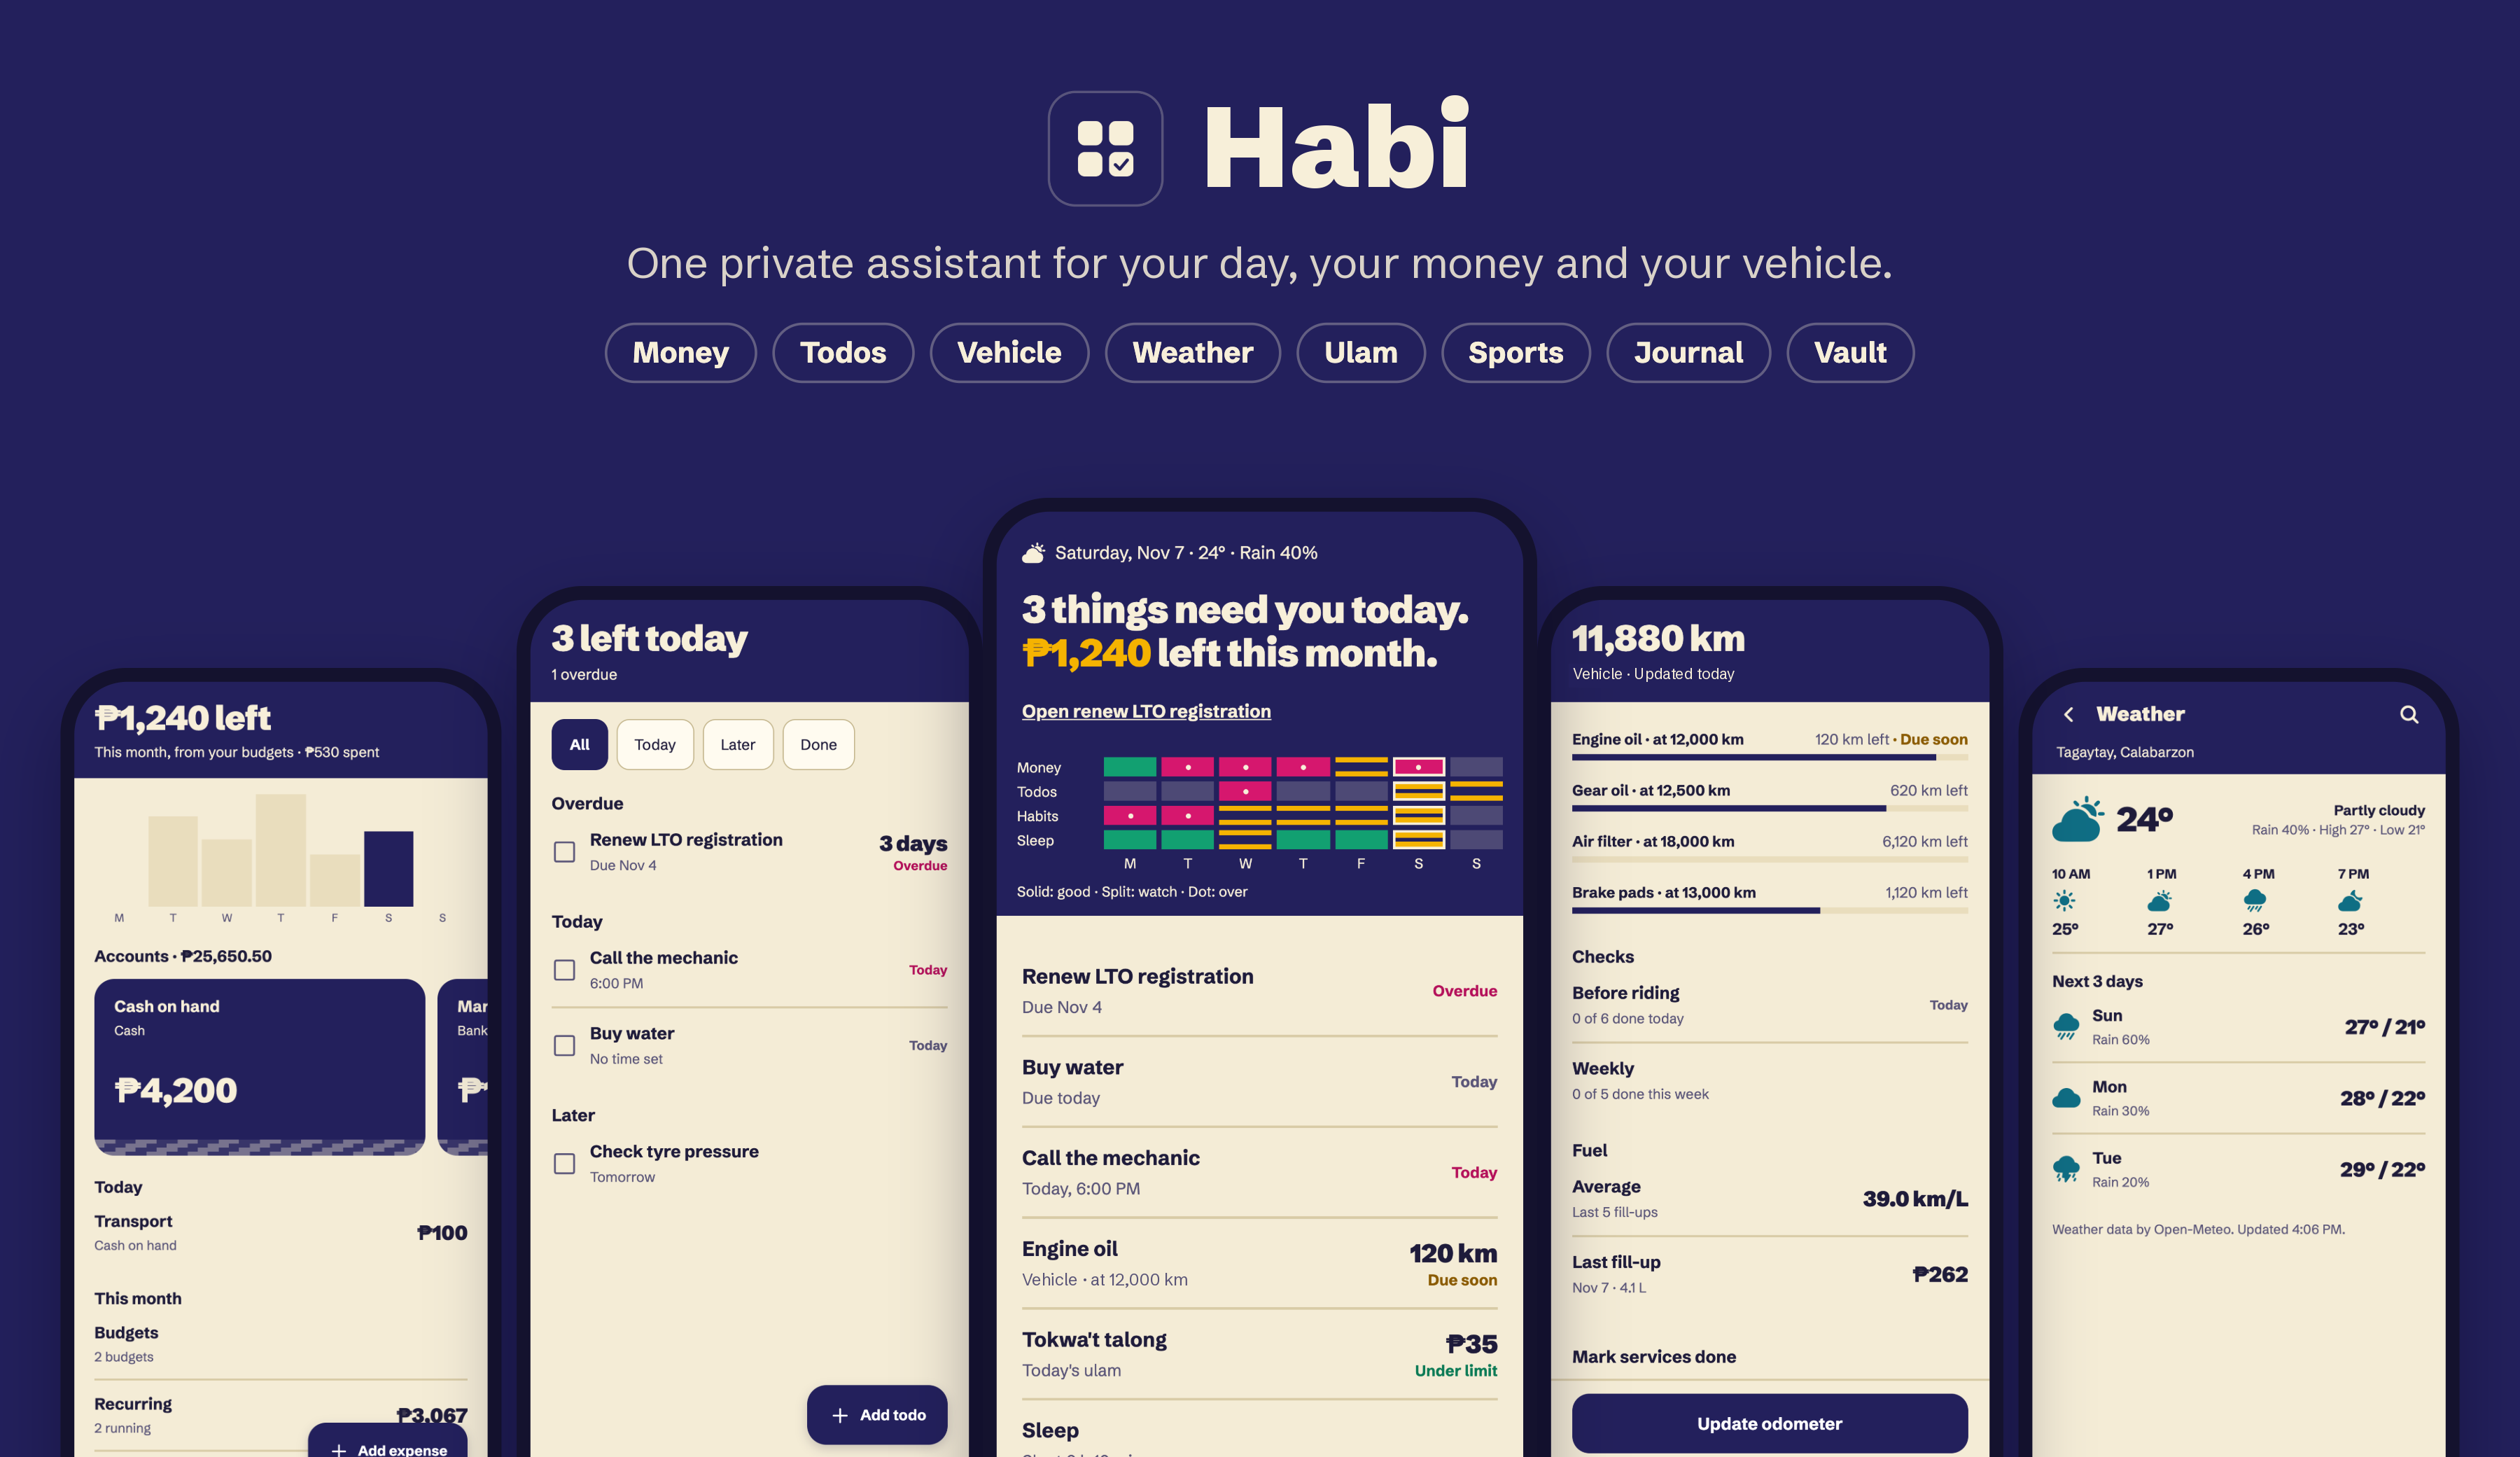 Habi
One private assistant for your day, your money and your vehicle.
Money
Todos
Vehicle
Weather
Ulam
Sports
Journal
Vault
₱1,240 left
This month, from your budgets · ₱530 spent
M T W T F S S
Accounts · ₱25,650.50
Cash on hand
Cash
₱4,200
Mar
Bank
Today
Transport
Cash on hand
₱100
This month
Budgets
2 budgets
Recurring
2 running
₱3,067
Add expense
3 left today
1 overdue
All
Today
Later
Done
Overdue
Renew LTO registration
Due Nov 4
3 days
Overdue
Today
Call the mechanic
6:00 PM
Today
Buy water
No time set
Today
Later
Check tyre pressure
Tomorrow
Add todo
Saturday, Nov 7 · 24° · Rain 40%
3 things need you today.
₱1,240 left this month.
Open renew LTO registration
Money
Todos
Habits
Sleep
M T W T F S S
Solid: good · Split: watch · Dot: over
Renew LTO registration
Due Nov 4
Overdue
Buy water
Due today
Today
Call the mechanic
Today, 6:00 PM
Today
Engine oil
Vehicle · at 12,000 km
120 km
Due soon
Tokwa't talong
Today's ulam
₱35
Under limit
Sleep
11,880 km
Vehicle · Updated today
Engine oil · at 12,000 km
120 km left · Due soon
Gear oil · at 12,500 km
620 km left
Air filter · at 18,000 km
6,120 km left
Brake pads · at 13,000 km
1,120 km left
Checks
Before riding
0 of 6 done today
Today
Weekly
0 of 5 done this week
Fuel
Average
Last 5 fill-ups
39.0 km/L
Last fill-up
Nov 7 · 4.1 L
₱262
Mark services done
Update odometer
Weather
Tagaytay, Calabarzon
24°
Partly cloudy
Rain 40% · High 27° · Low 21°
10 AM 1 PM 4 PM 7 PM
25° 27° 26° 23°
Next 3 days
Sun
Rain 60%
27° / 21°
Mon
Rain 30%
28° / 22°
Tue
Rain 20%
29° / 22°
Weather data by Open-Meteo. Updated 4:06 PM.